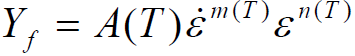 Y_f = A(T) ε̇^{m(T)} ε^{n(T)}